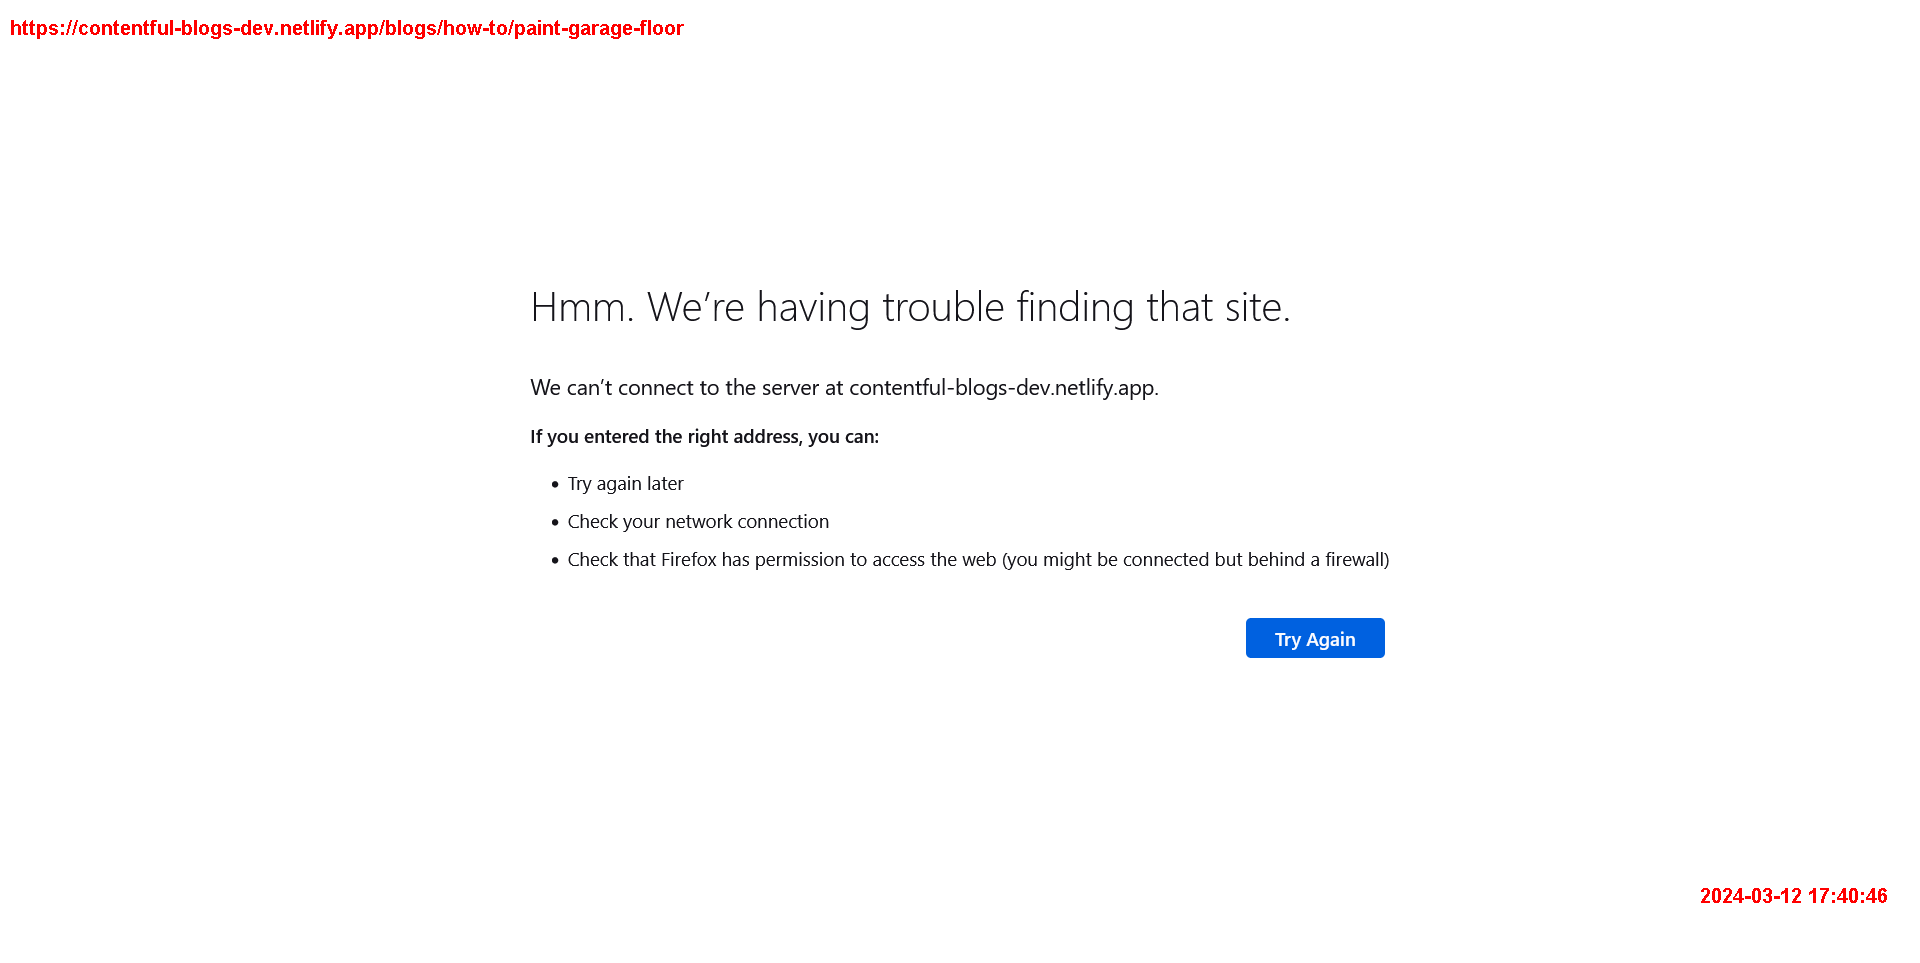 https://contentful-blogs-dev.netlify.app/blogs/how-to/paint-garage-floor
Hmm. We’re having trouble finding that site.
We can’t connect to the server at contentful-blogs-dev.netlify.app.
If you entered the right address, you can:
• Try again later
• Check your network connection
• Check that Firefox has permission to access the web (you might be connected but behind a firewall)
Try Again
2024-03-12 17:40:46